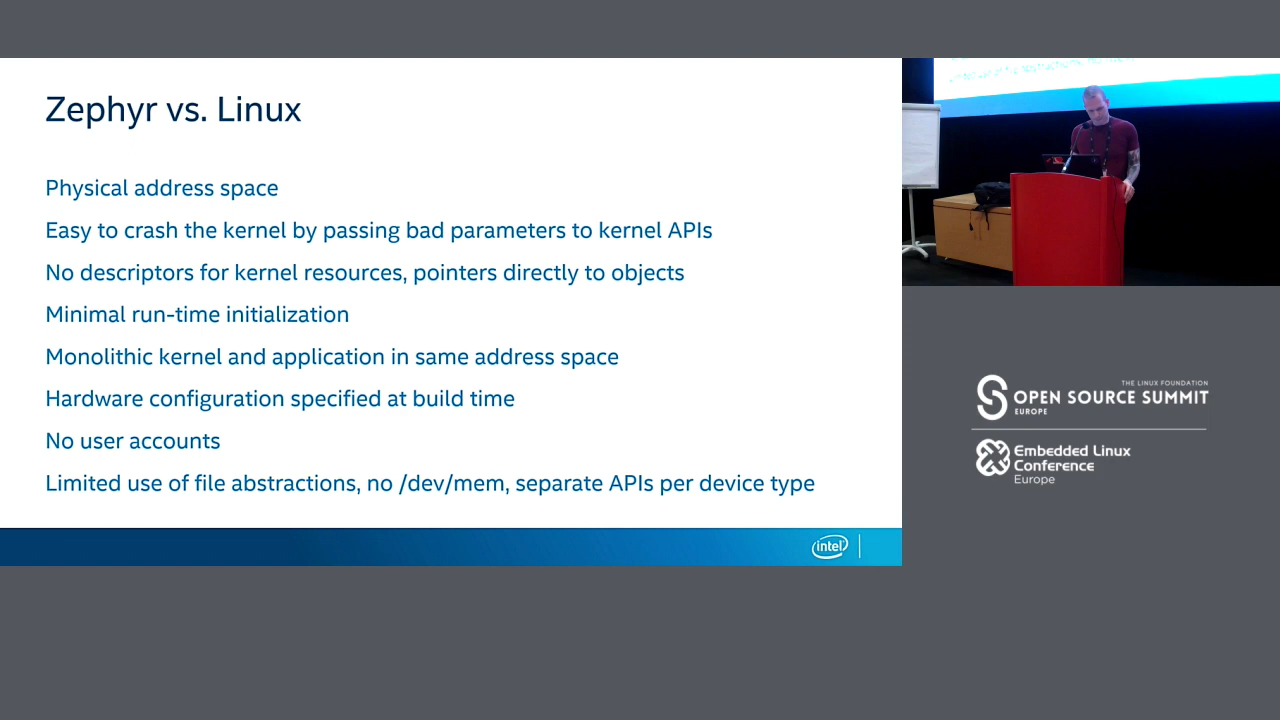 Zephyr vs. Linux
Physical address space
Easy to crash the kernel by passing bad parameters to kernel APIs
No descriptors for kernel resources, pointers directly to objects
Minimal run-time initialization
Monolithic kernel and application in same address space
Hardware configuration specified at build time
No user accounts
Limited use of file abstractions, no /dev/mem, separate APIs per device type
intel
THE LINUX FOUNDATION
OPEN SOURCE SUMMIT
EUROPE
Embedded Linux
Conference
Europe